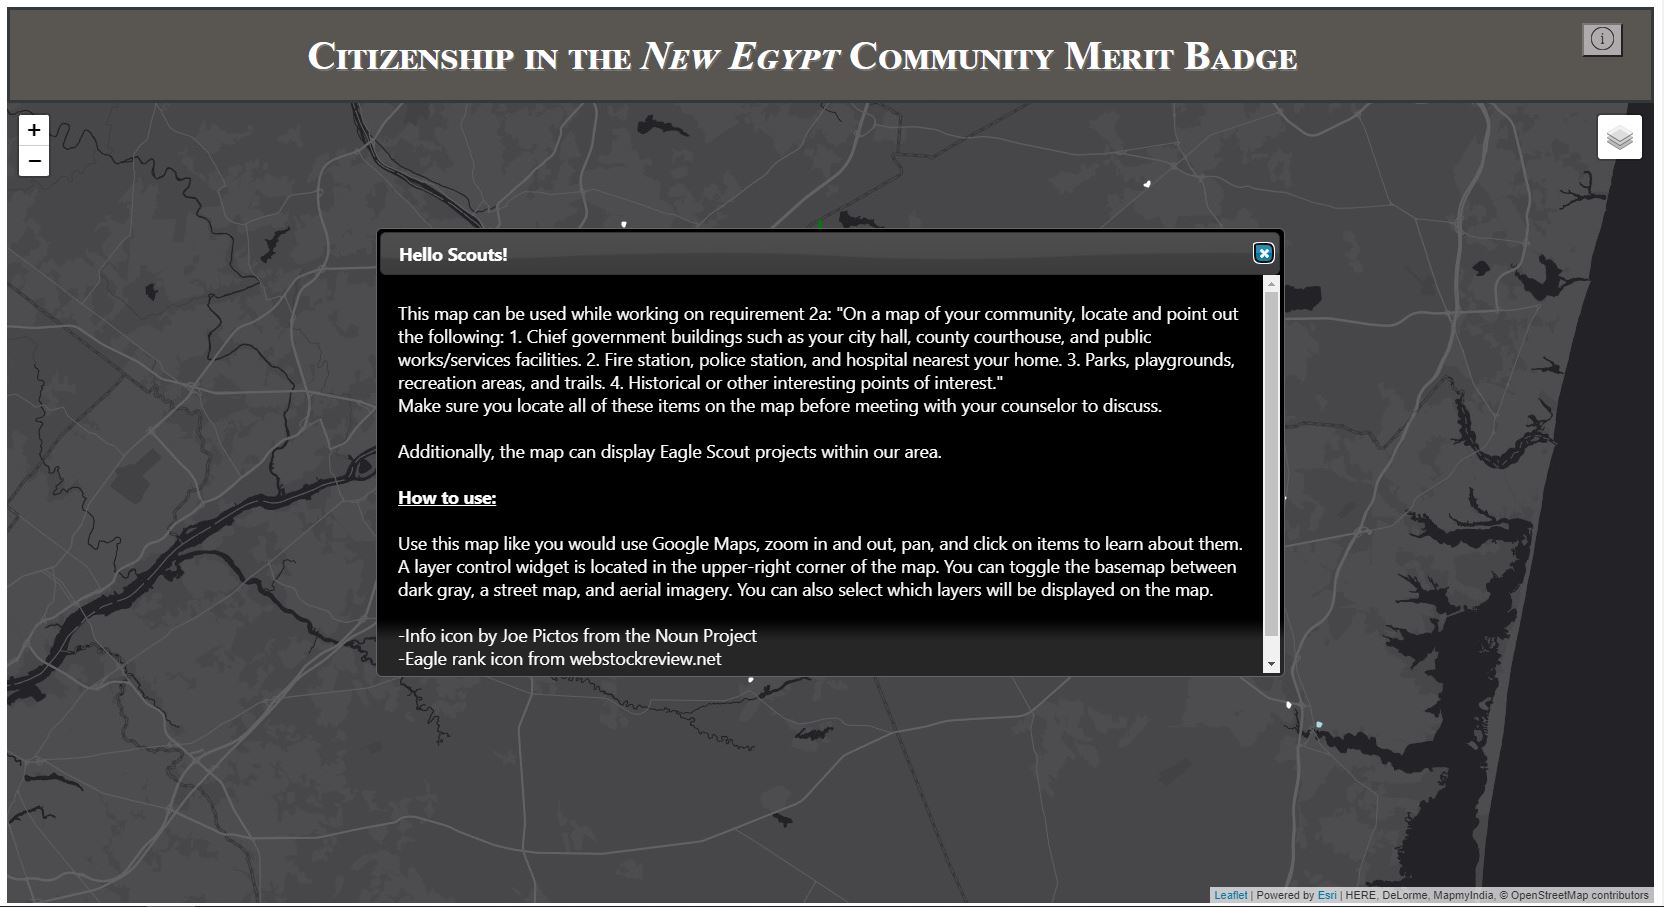 Citizenship in the New Egypt Community Merit Badge
i
+
−
Hello Scouts!
This map can be used while working on requirement 2a: "On a map of your community, locate and point out
the following: 1. Chief government buildings such as your city hall, county courthouse, and public
works/services facilities. 2. Fire station, police station, and hospital nearest your home. 3. Parks, playgrounds,
recreation areas, and trails. 4. Historical or other interesting points of interest."
Make sure you locate all of these items on the map before meeting with your counselor to discuss.
Additionally, the map can display Eagle Scout projects within our area.
How to use:
Use this map like you would use Google Maps, zoom in and out, pan, and click on items to learn about them.
A layer control widget is located in the upper-right corner of the map. You can toggle the basemap between
dark gray, a street map, and aerial imagery. You can also select which layers will be displayed on the map.
-Info icon by Joe Pictos from the Noun Project
-Eagle rank icon from webstockreview.net
Leaflet | Powered by Esri | HERE, DeLorme, MapmyIndia, © OpenStreetMap contributors